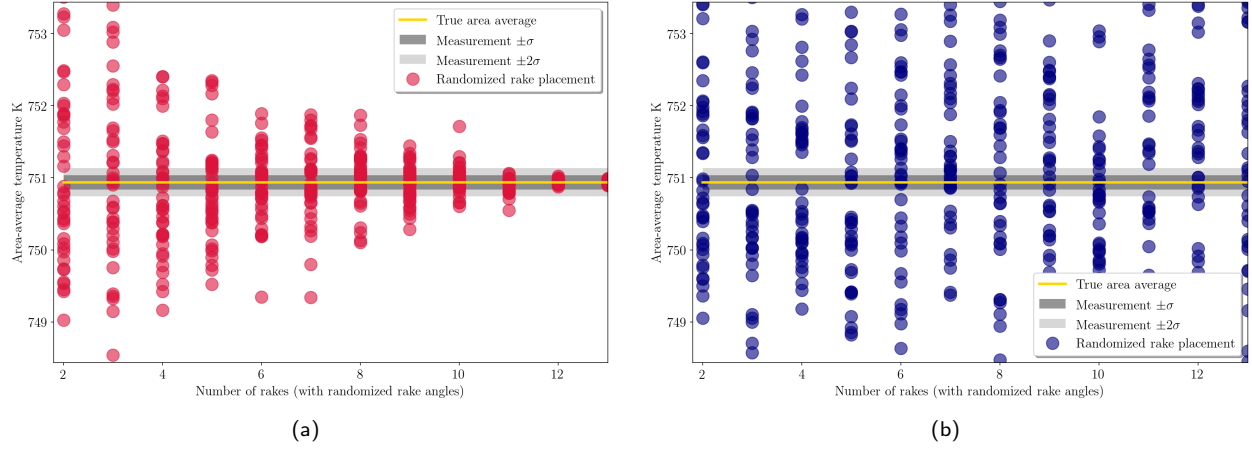 753
752
751
750
749
Area-average temperature K
2
4
6
8
10
12
Number of rakes (with randomized rake angles)
True area average
Measurement ±σ
Measurement ±2σ
Randomized rake placement
(a)
753
752
751
750
749
Area-average temperature K
2
4
6
8
10
12
Number of rakes (with randomized rake angles)
True area average
Measurement ±σ
Measurement ±2σ
Randomized rake placement
(b)